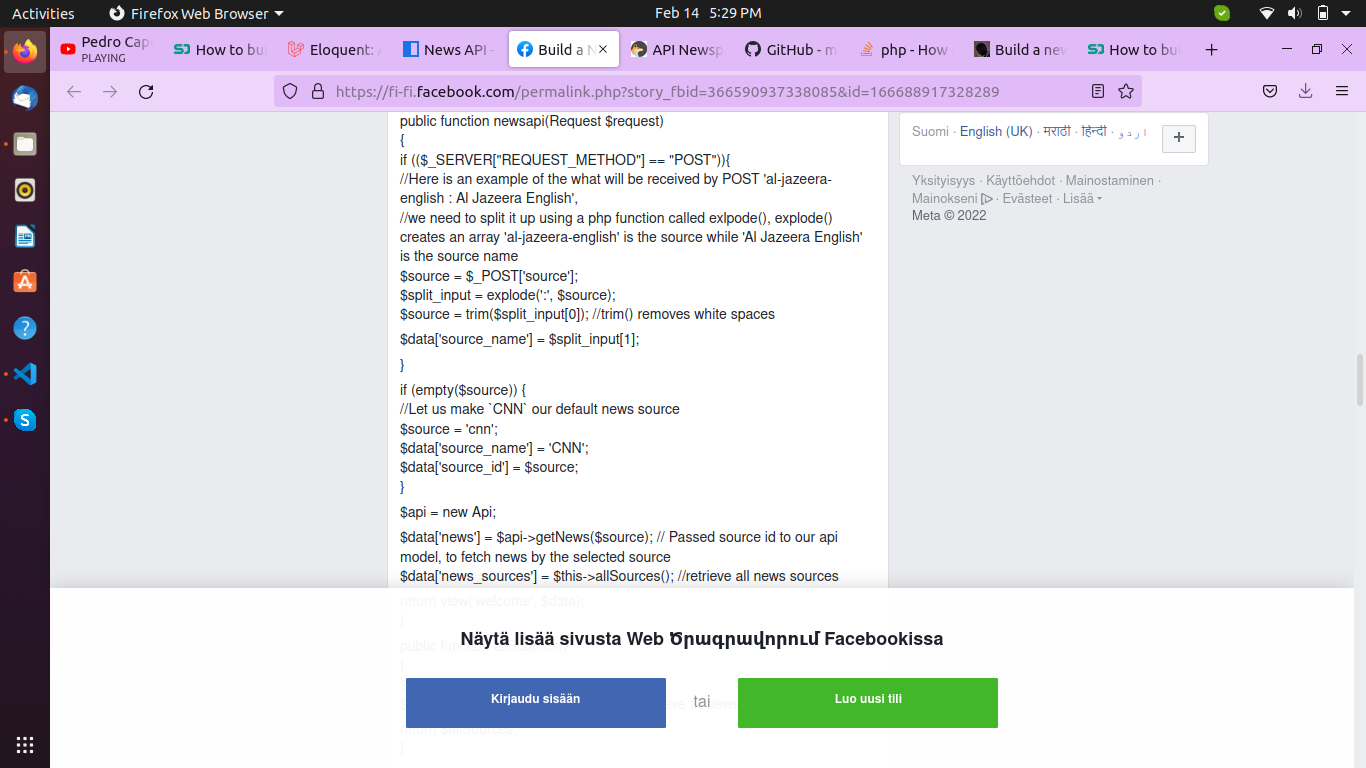 Activities
Firefox Web Browser
Feb 14 5:29 PM
Pedro Cap
PLAYING
How to bui
Eloquent: A
News API -
Build a N
API Newsp
GitHub - m
php - How
Build a new
How to bui
https://fi-fi.facebook.com/permalink.php?story_fbid=366590937338085&id=166688917328289
public function newsapi(Request $request)
{
if (($_SERVER["REQUEST_METHOD"] == "POST")){
//Here is an example of the what will be received by POST 'al-jazeera-
english : Al Jazeera English',
//we need to split it up using a php function called exlpode(), explode()
creates an array 'al-jazeera-english' is the source while 'Al Jazeera English'
is the source name
$source = $_POST['source'];
$split_input = explode(':', $source);
$source = trim($split_input[0]); //trim() removes white spaces
$data['source_name'] = $split_input[1];
}
if (empty($source)) {
//Let us make `CNN` our default news source
$source = 'cnn';
$data['source_name'] = 'CNN';
$data['source_id'] = $source;
}
$api = new Api;
$data['news'] = $api->getNews($source); // Passed source id to our api
model, to fetch news by the selected source
$data['news_sources'] = $this->allSources(); //retrieve all news sources
return view('welcome', $data);
}
public function
Suomi · English (UK) · मराठी · हिन्दी · اردو
Yksityisyys · Käyttöehdot · Mainostaminen ·
Mainokseni · Evästeet · Lisää
Meta © 2022
Näytä lisää sivusta Web Ծրագրավորում Facebookissa
Kirjaudu sisään
tai
Luo uusi tili